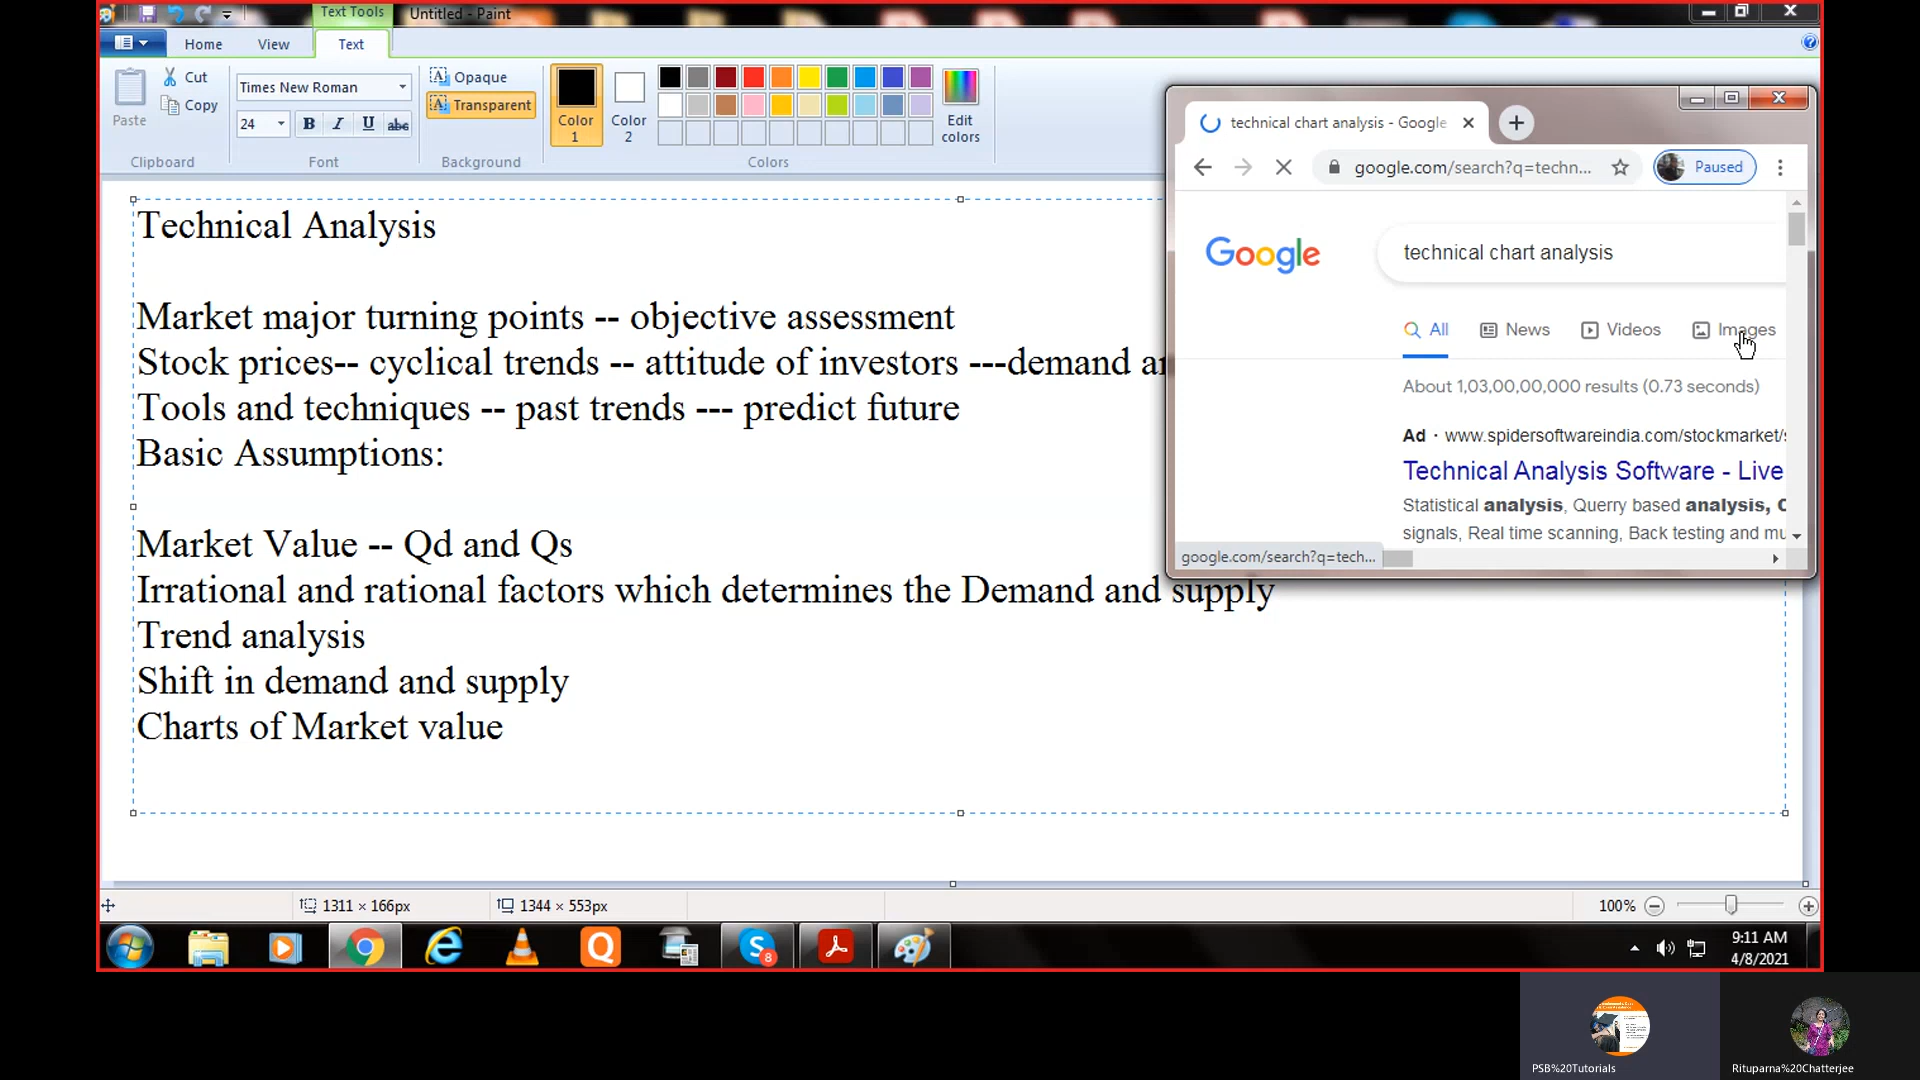 Text Tools
Untitled - Paint
Home
View
Text
Paste
Cut
Copy
Clipboard
Times New Roman
24
B
I
U
abc
Font
Opaque
Transparent
Background
Color
1
Color
2
Colors
Edit
colors
Technical Analysis
Market major turning points -- objective assessment
Stock prices-- cyclical trends -- attitude of investors ---demand a
Tools and techniques -- past trends --- predict future
Basic Assumptions:
Market Value -- Qd and Qs
Irrational and rational factors which determines the Demand and supply
Trend analysis
Shift in demand and supply
Charts of Market value
technical chart analysis - Google
google.com/search?q=techn...
Paused
Google
technical chart analysis
All
News
Videos
Images
About 1,03,00,00,000 results (0.73 seconds)
Ad · www.spidersoftwareindia.com/stockmarket/
Technical Analysis Software - Live
Statistical analysis, Querry based analysis, C
signals, Real time scanning, Back testing and mu
google.com/search?q=tech...
1311 × 166px
1344 × 553px
100%
8
9:11 AM
4/8/2021
PSB%20Tutorials
Rituparna%20Chatterjee